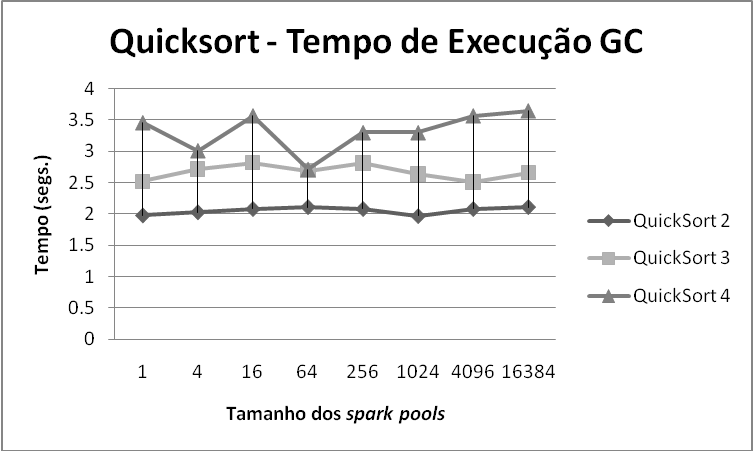 Quicksort - Tempo de Execução GC
4
3.5
3
2.5
2
1.5
1
0.5
0
Tempo (segs.)
1 4 16 64 256 1024 4096 16384
Tamanho dos spark pools
QuickSort 2
QuickSort 3
QuickSort 4